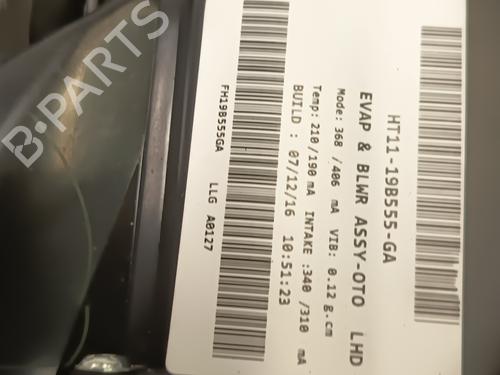 HT11-19B555-GA
EVAP & BLWR ASSY-OTO LHD
Mode: 368 /406 mA VIB: 0.12 g.cm
Temp: 210/190 mA INTAKE :340 /310 mA
BUILD : 07/12/16 10:51:23
FH19B555GA LLG A0127
B-PARTS